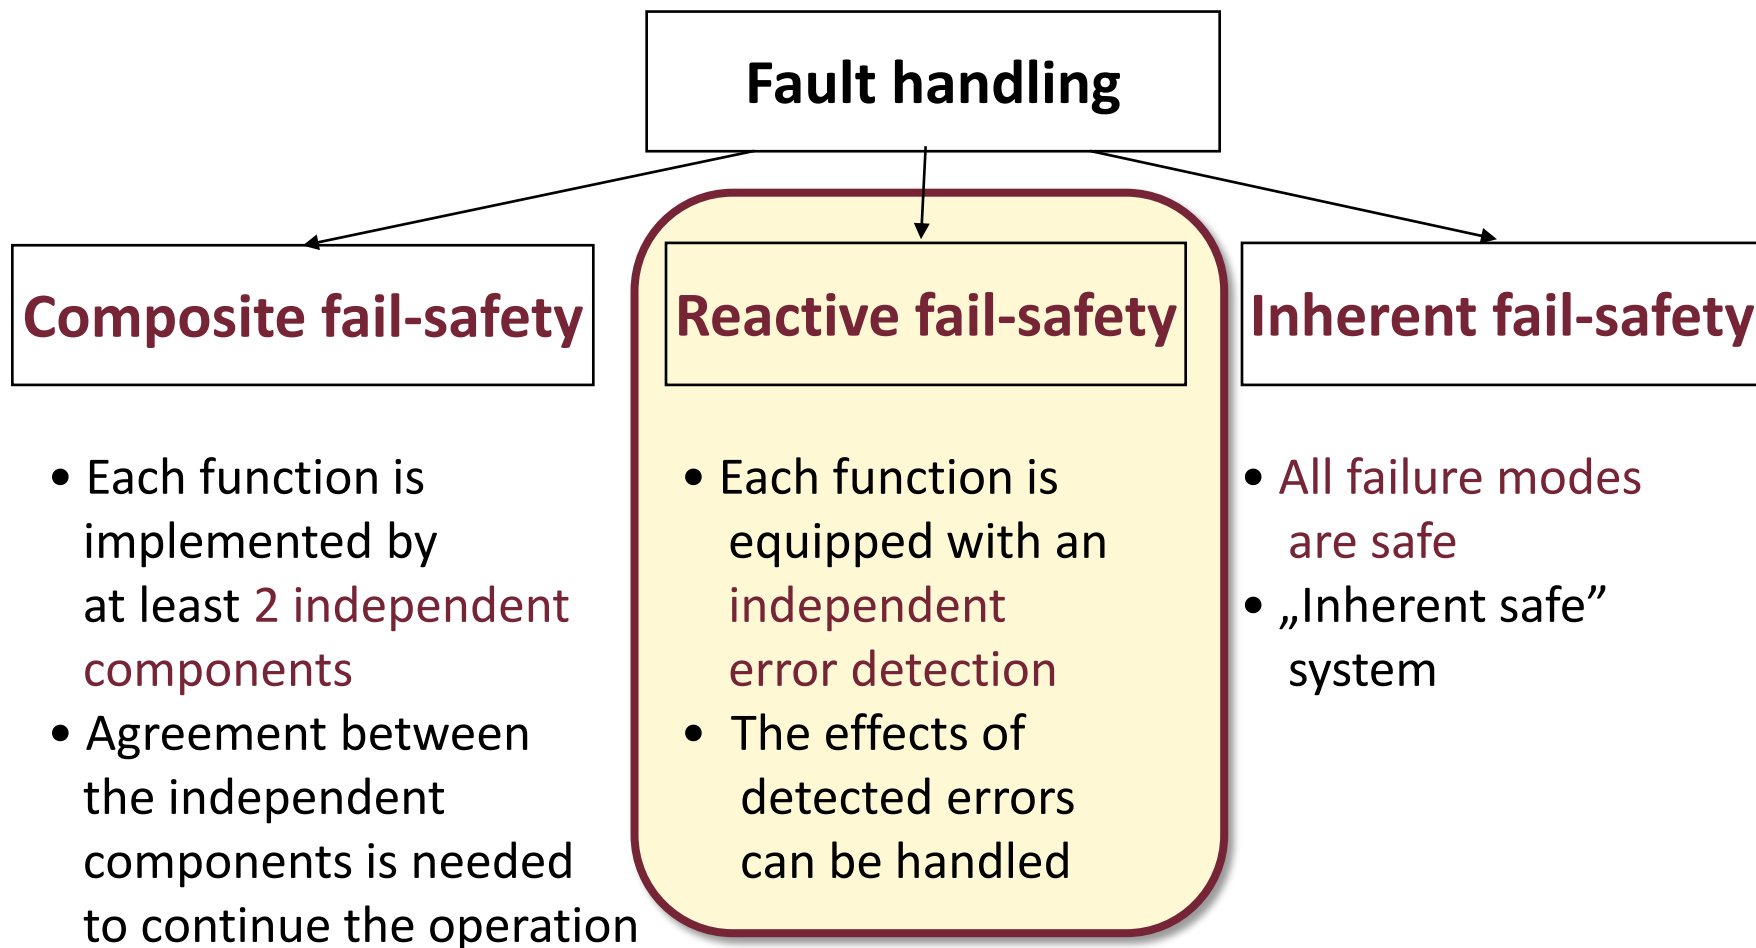 Fault handling
Composite fail-safety
• Each function is
implemented by
at least 2 independent
components
• Agreement between
the independent
components is needed
to continue the operation
Reactive fail-safety
• Each function is
equipped with an
independent
error detection
• The effects of
detected errors
can be handled
Inherent fail-safety
• All failure modes
are safe
• „Inherent safe”
system